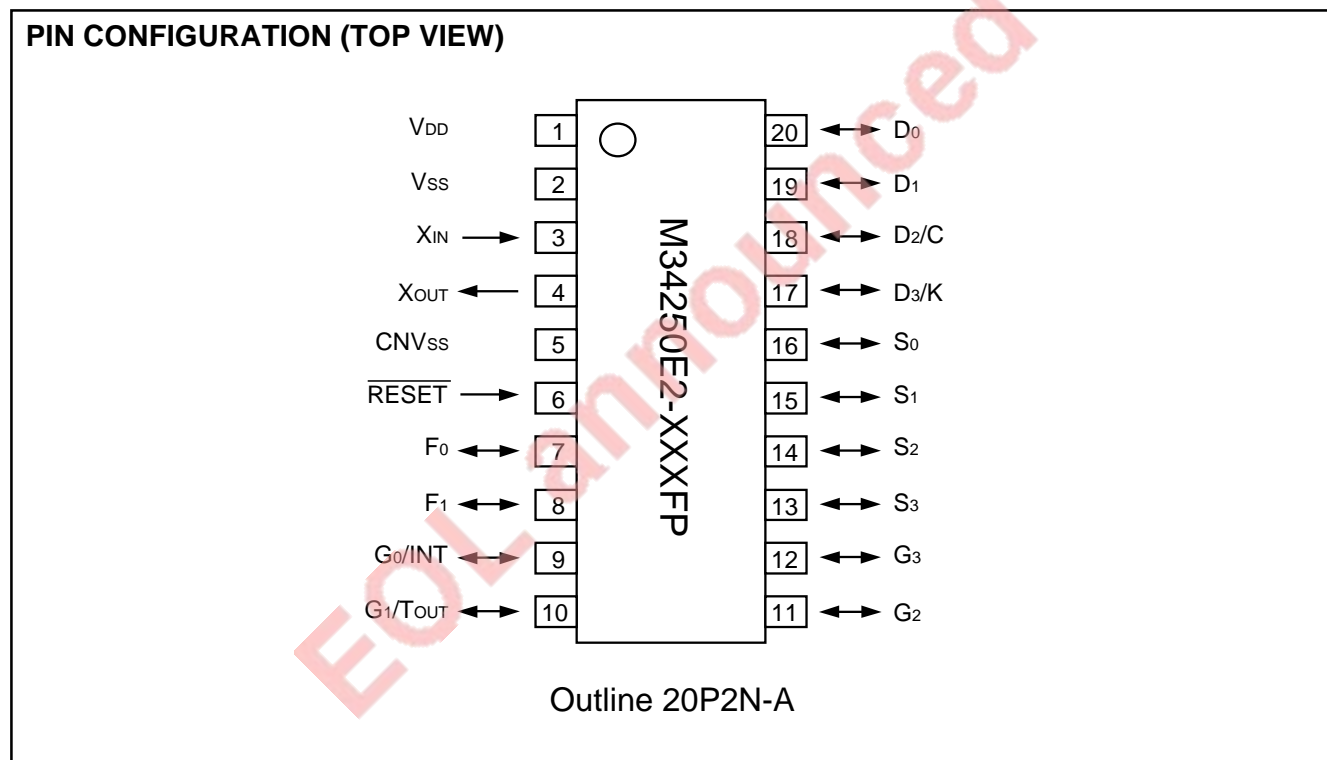 PIN CONFIGURATION (TOP VIEW)
VDD 1 20 D0
VSS 2 19 D1
XIN 3 18 D2/C
XOUT 4 17 D3/K
CNVSS 5 16 S0
RESET 6 15 S1
F0 7 14 S2
F1 8 13 S3
G0/INT 9 12 G3
G1/TOUT 10 11 G2
M34250E2-XXXFP
Outline 20P2N-A
EOL announced